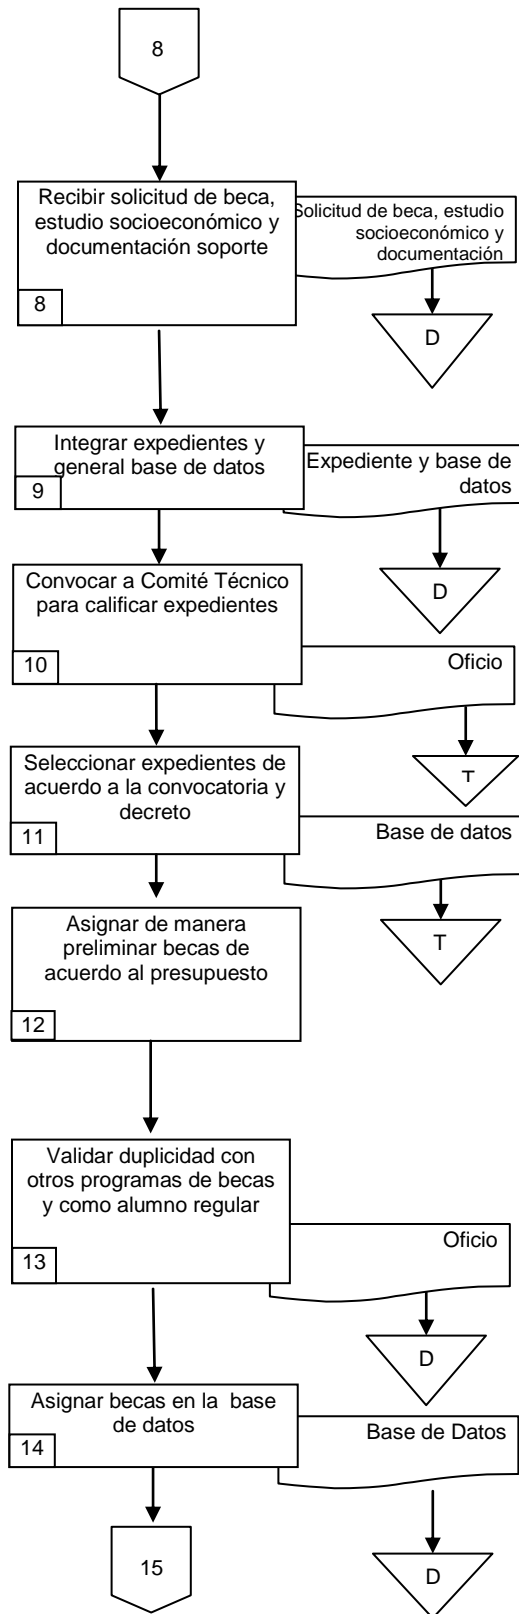 8
Recibir solicitud de beca,
estudio socioeconómico y
documentación soporte
8
Solicitud de beca, estudio
socioeconómico y
documentación
D
Integrar expedientes y
general base de datos
9
Expediente y base de
datos
D
Convocar a Comité Técnico
para calificar expedientes
10
Oficio
T
Seleccionar expedientes de
acuerdo a la convocatoria y
decreto
11
Base de datos
T
Asignar de manera
preliminar becas de
acuerdo al presupuesto
12
Validar duplicidad con
otros programas de becas
y como alumno regular
13
Oficio
D
Asignar becas en la base
de datos
14
Base de Datos
D
15